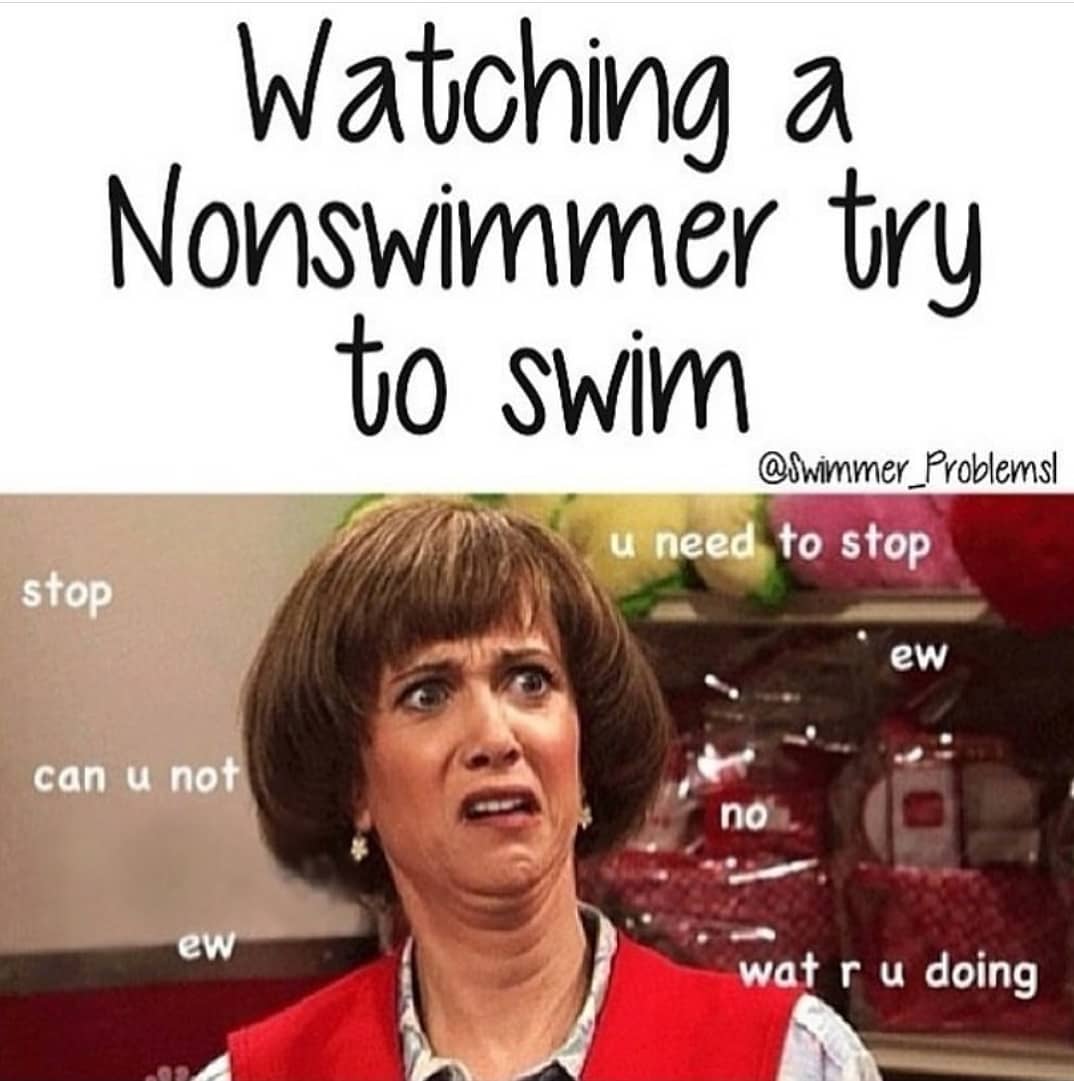 Watching a
Nonswimmer try
to swim
@Swimmer_Problemsl
u need to stop
stop
ew
can u not
no
ew
wat r u doing